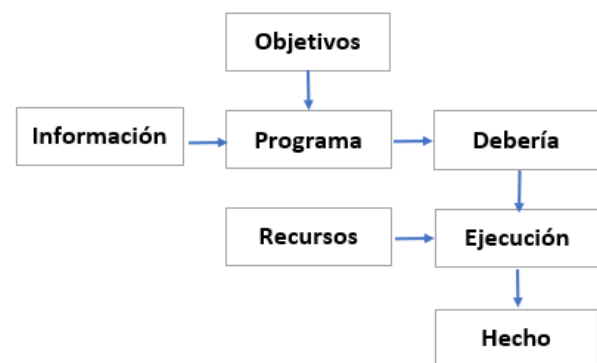 Objetivos
Información
Programa
Debería
Recursos
Ejecución
Hecho